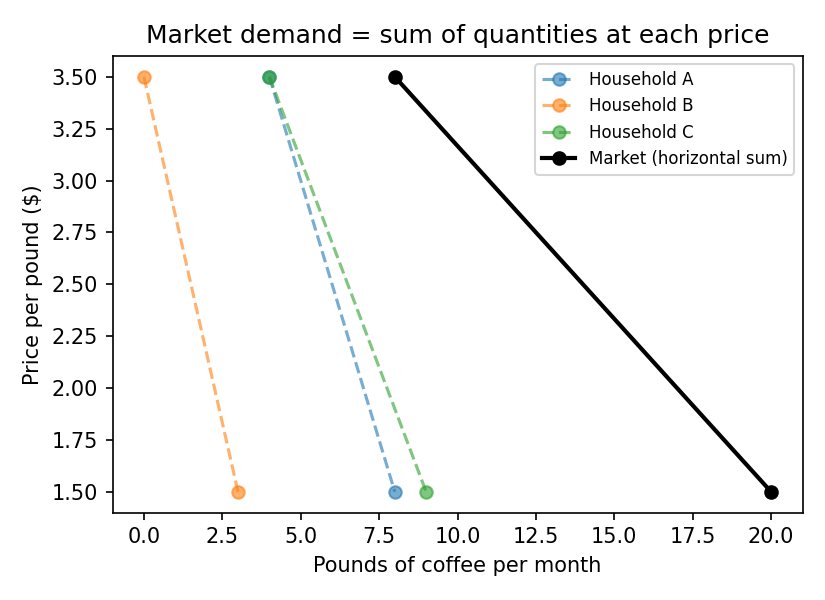 Market demand = sum of quantities at each price
Household A
Household B
Household C
Market (horizontal sum)
Price per pound ($)
3.50
3.25
3.00
2.75
2.50
2.25
2.00
1.75
1.50
0.0 2.5 5.0 7.5 10.0 12.5 15.0 17.5 20.0
Pounds of coffee per month